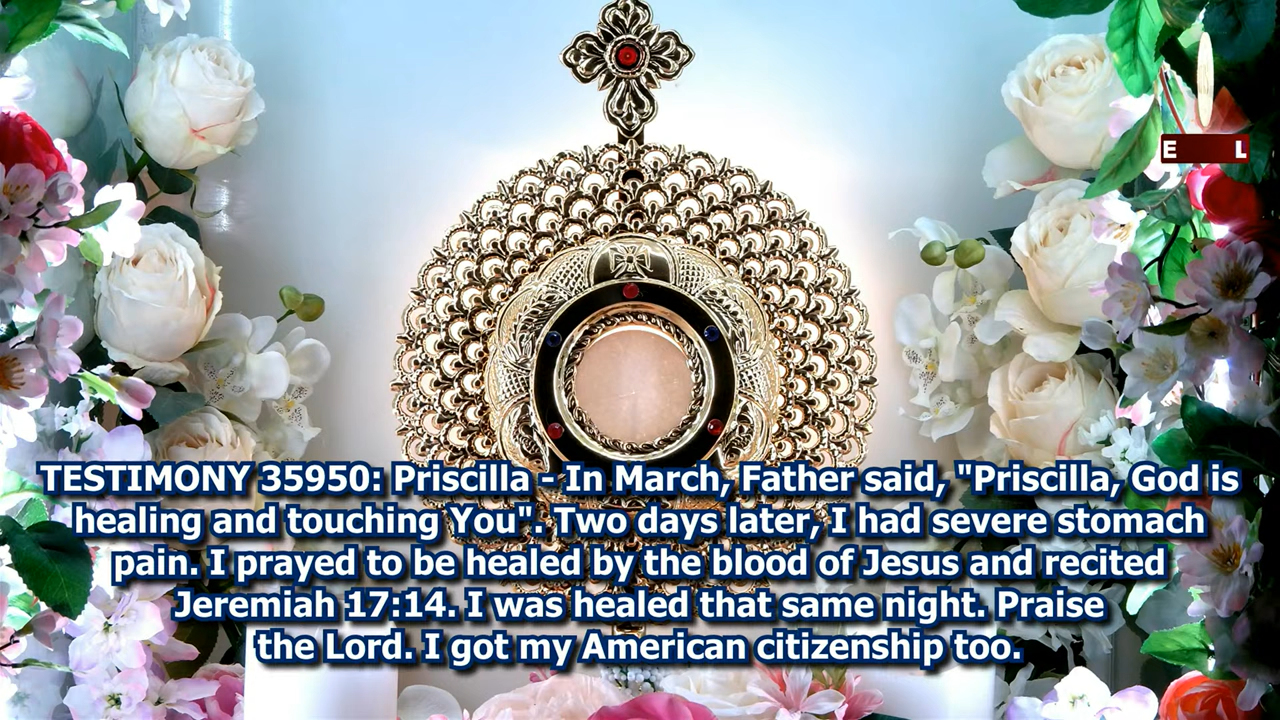 E L
TESTIMONY 35950: Priscilla - In March, Father said, "Priscilla, God is
healing and touching You". Two days later, I had severe stomach
pain. I prayed to be healed by the blood of Jesus and recited
Jeremiah 17:14. I was healed that same night. Praise
the Lord. I got my American citizenship too.